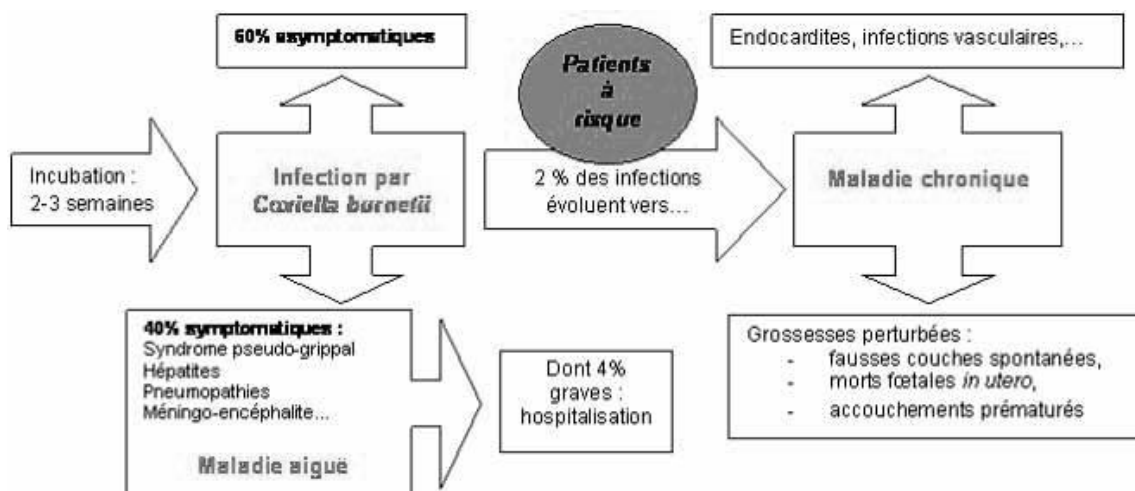 60% asymptomatiques
Patients
à
risque
Endocardites, infections vasculaires,...
Incubation :
2-3 semaines
Infection par
Coxiella burnetii
2 % des infections
évoluent vers...
Maladie chronique
40% symptomatiques :
Syndrome pseudo-grippal
Hépatites
Pneumopathies
Méningo-encéphalite...
Maladie aiguë
Dont 4%
graves :
hospitalisation
Grossesses perturbées :
- fausses couches spontanées,
- morts fœtales in utero,
- accouchements prématurés